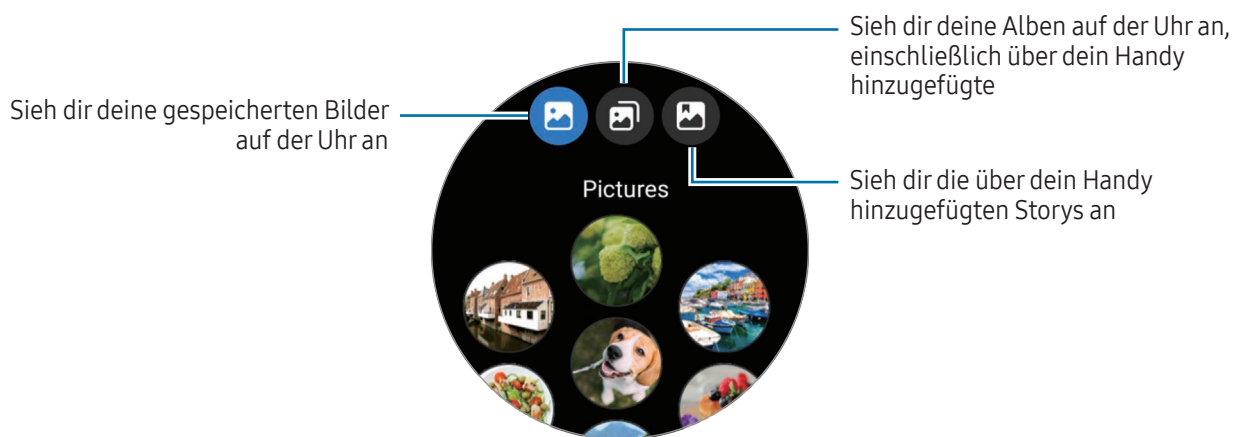 Sieh dir deine Alben auf der Uhr an,
einschließlich über dein Handy
hinzugefügte
Sieh dir deine gespeicherten Bilder
auf der Uhr an
Sieh dir die über dein Handy
hinzugefügten Storys an
Pictures